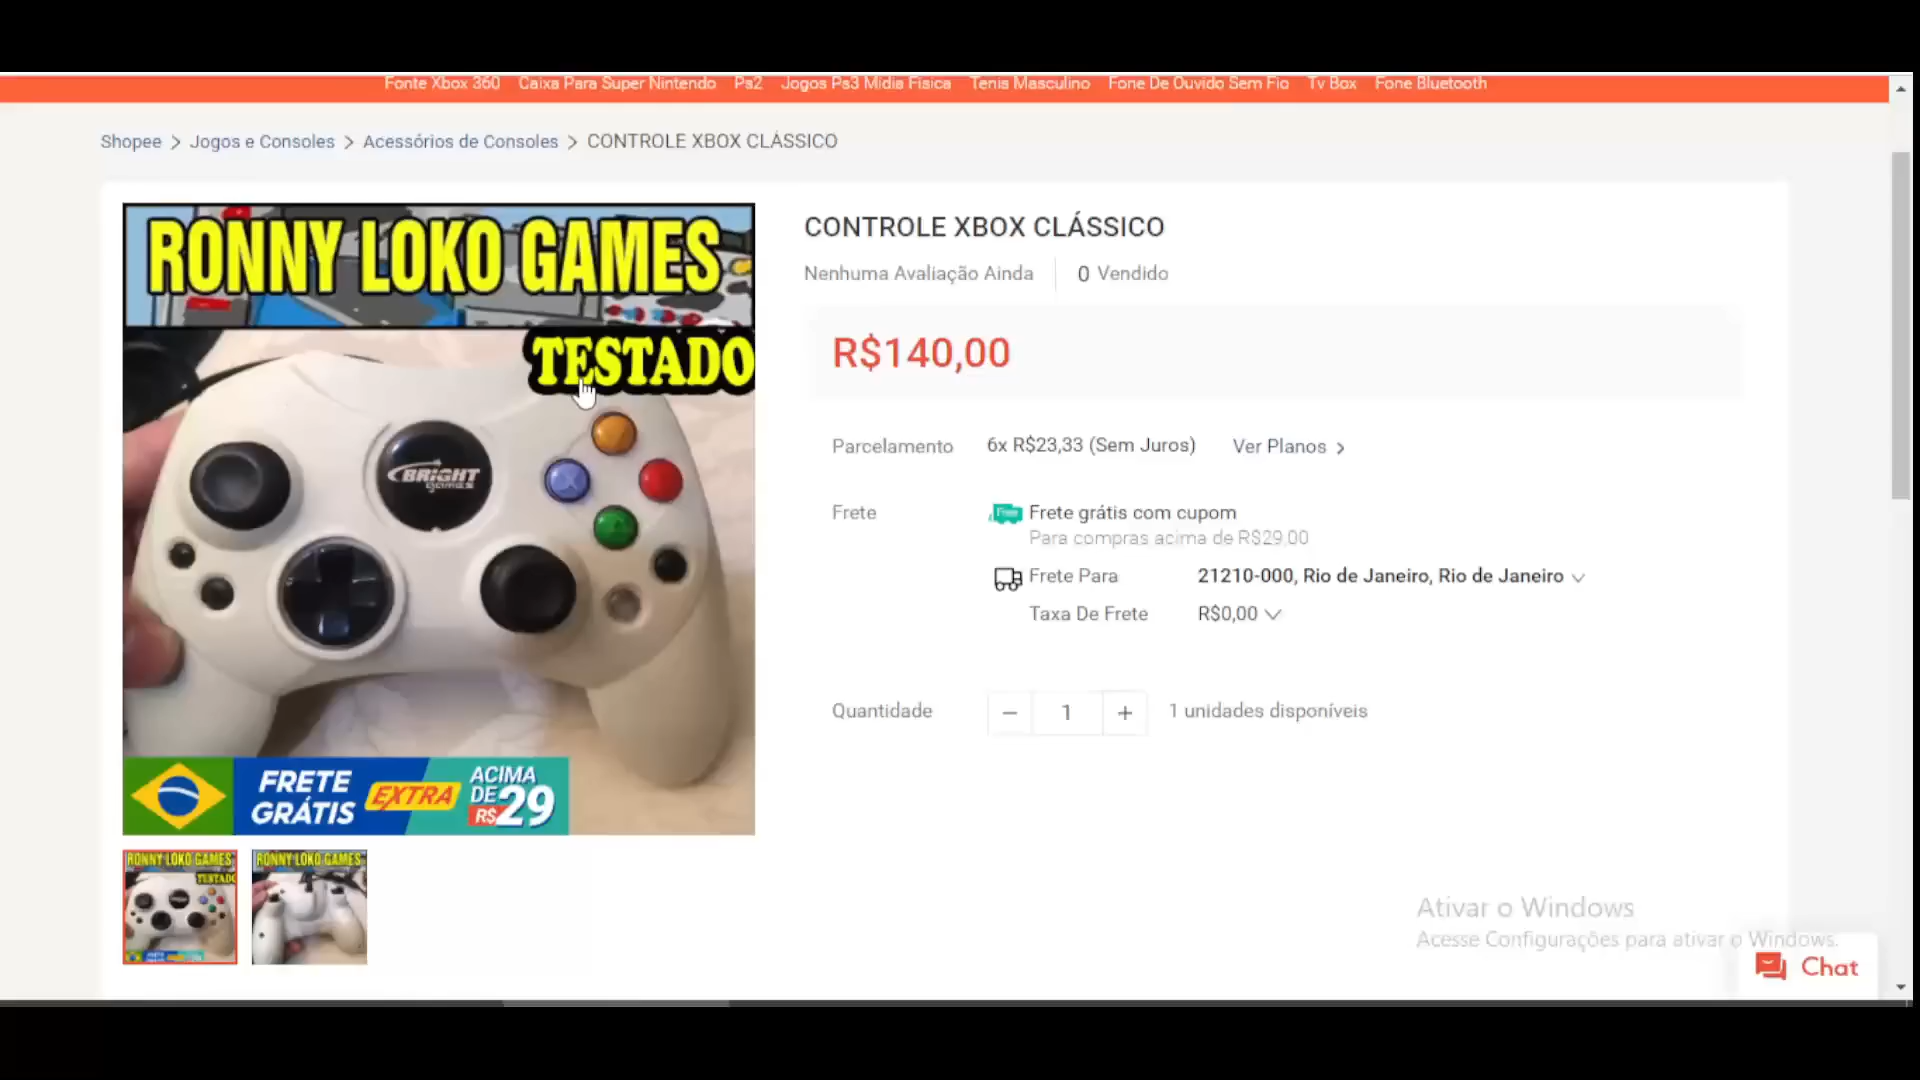 Fonte Xbox 360 Caixa Para Super Nintendo Ps2 Jogos Ps3 Midia Fisica Tenis Masculino Fone De Ouvido Sem Fio Tv Box Fone Bluetooth
Shopee > Jogos e Consoles > Acessórios de Consoles > CONTROLE XBOX CLÁSSICO
RONNY LOKO GAMES
TESTADO
BRIGHT
games
X
FRETE
GRÁTIS
EXTRA
ACIMA
DE
R$29
RONNY LOKO GAMES
TESTADO
RONNY LOKO GAMES
CONTROLE XBOX CLÁSSICO
Nenhuma Avaliação Ainda 0 Vendido
R$140,00
Parcelamento 6x R$23,33 (Sem Juros) Ver Planos >
Frete Frete grátis com cupom
Para compras acima de R$29,00
Frete Para 21210-000, Rio de Janeiro, Rio de Janeiro
Taxa De Frete R$0,00
Quantidade − 1 + 1 unidades disponíveis
Ativar o Windows
Acesse Configurações para ativar o Windows.
Chat